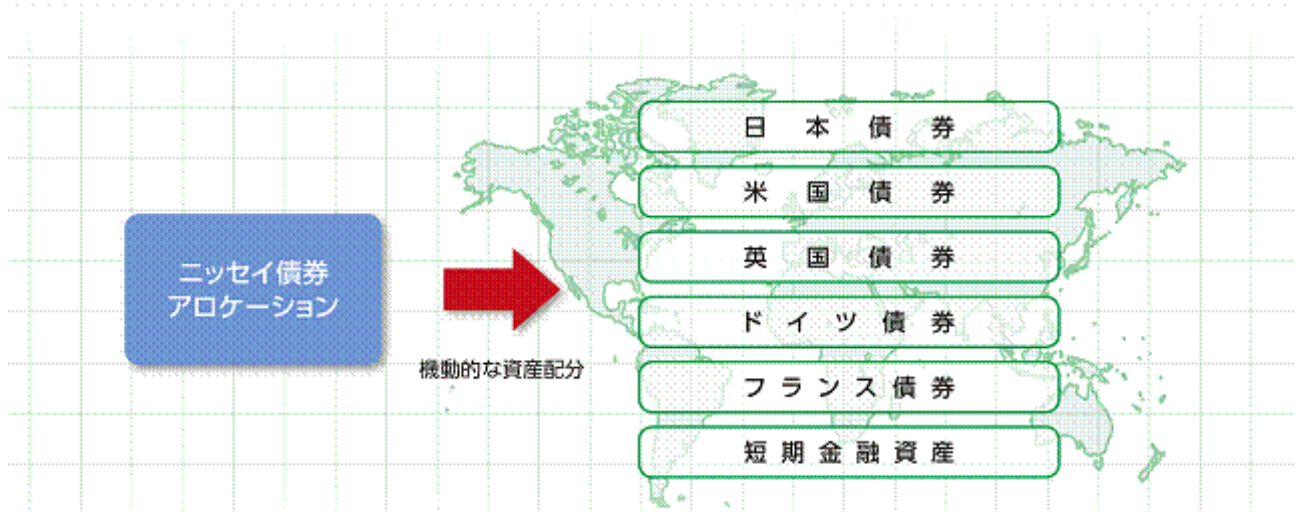 ニッセイ債券
アロケーション
機動的な資産配分
日本債券
米国債券
英国債券
ドイツ債券
フランス債券
短期金融資産